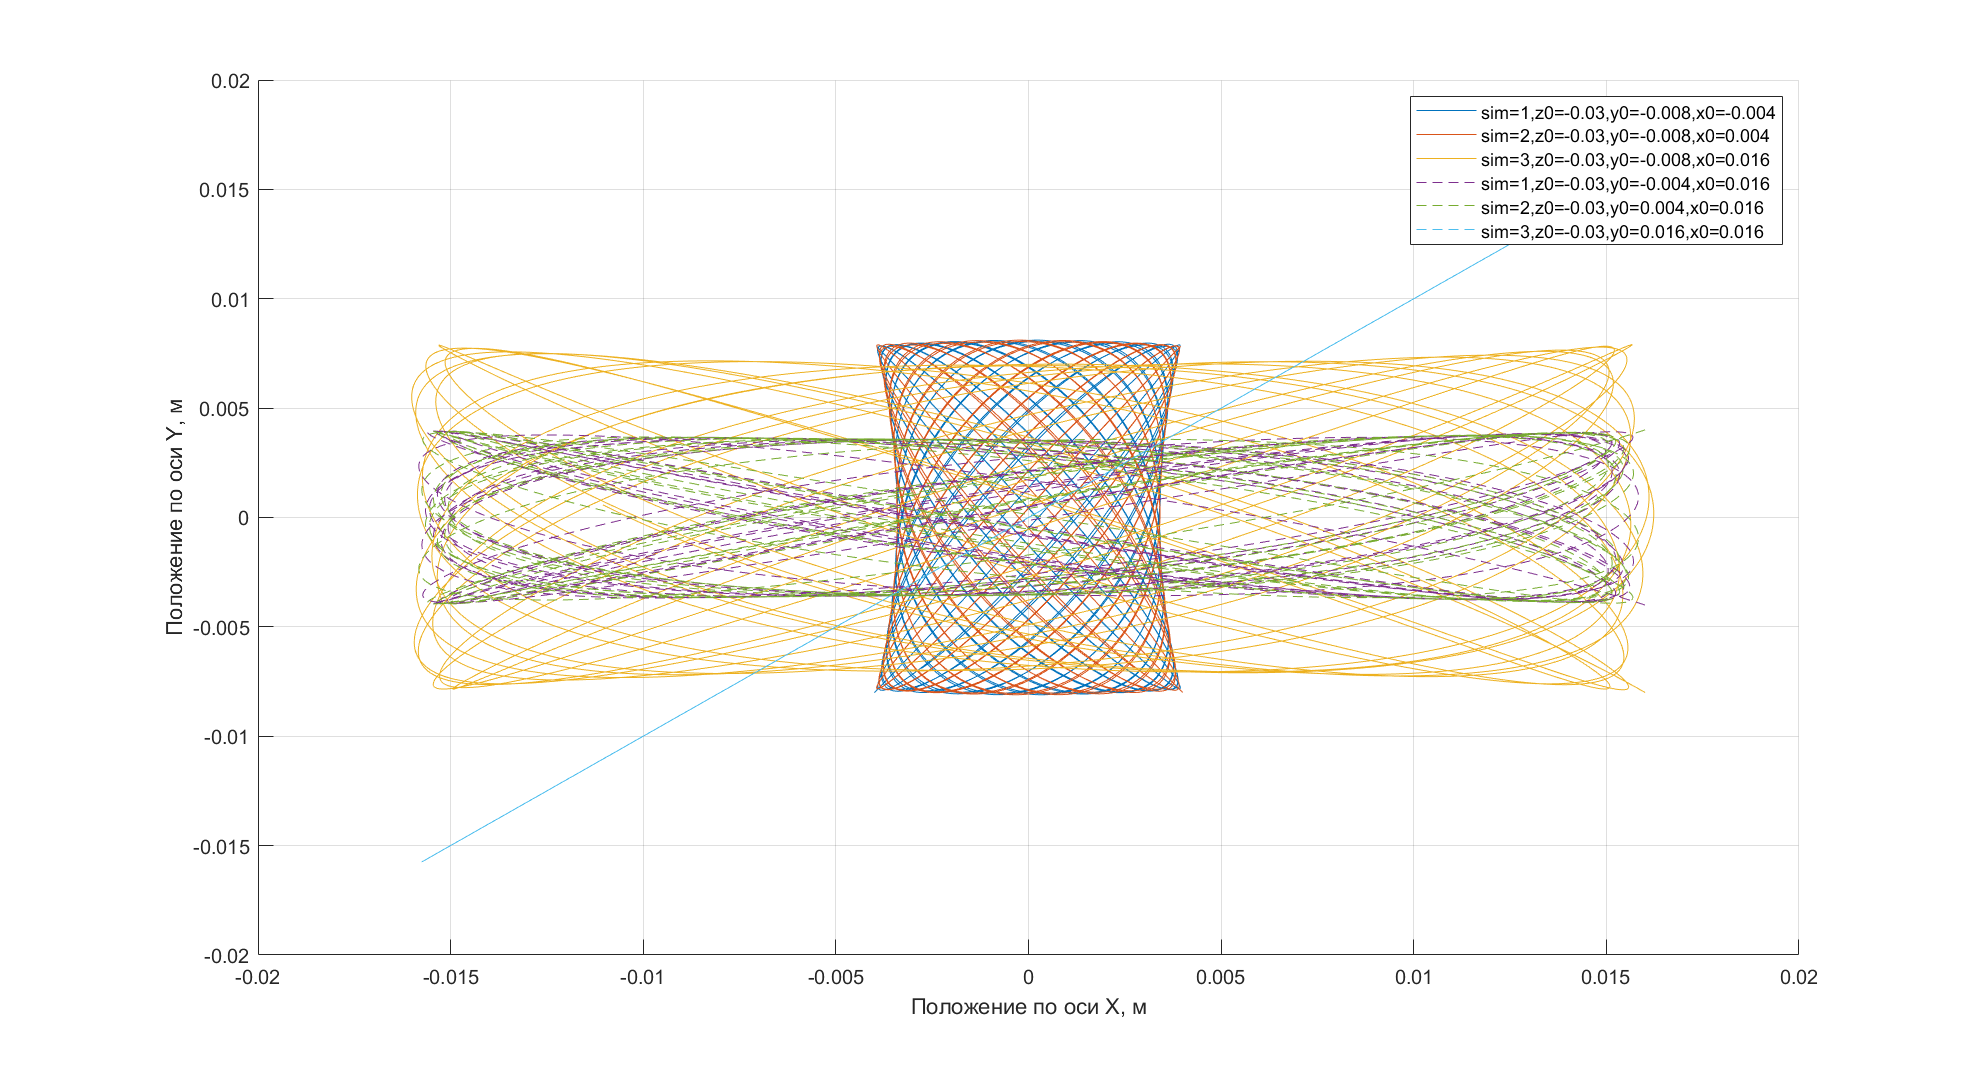 0.02
0.015
0.01
0.005
0
-0.005
-0.01
-0.015
-0.02
Положение по оси Y, м
sim=1,z0=-0.03,y0=-0.008,x0=-0.004
sim=2,z0=-0.03,y0=-0.008,x0=0.004
sim=3,z0=-0.03,y0=-0.008,x0=0.016
sim=1,z0=-0.03,y0=-0.004,x0=0.016
sim=2,z0=-0.03,y0=0.004,x0=0.016
sim=3,z0=-0.03,y0=0.016,x0=0.016
-0.02 -0.015 -0.01 -0.005 0 0.005 0.01 0.015 0.02
Положение по оси X, м